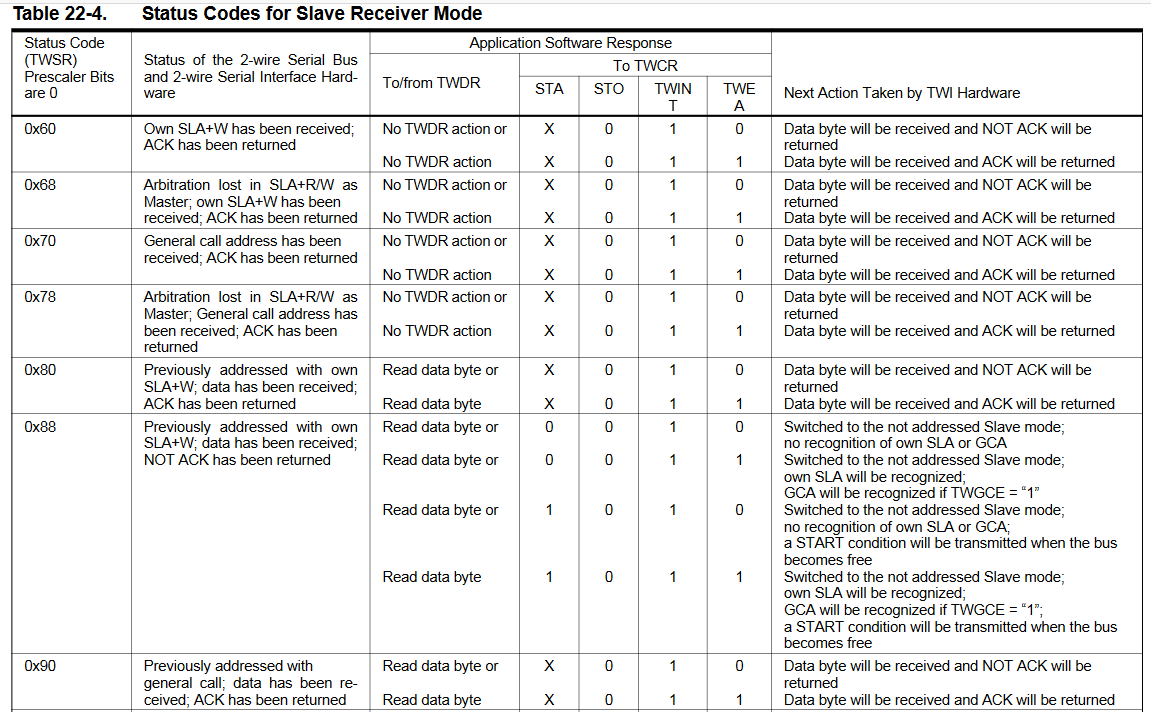 Table 22-4. Status Codes for Slave Receiver Mode
Status Code
(TWSR)
Prescaler Bits
are 0
Status of the 2-wire Serial Bus
and 2-wire Serial Interface Hard-
ware
Application Software Response
To/from TWDR
To TWCR
STA
STO
TWIN
T
TWE
A
Next Action Taken by TWI Hardware
0x60
Own SLA+W has been received;
ACK has been returned
No TWDR action or
No TWDR action
X 0 1 0
X 0 1 1
Data byte will be received and NOT ACK will be
returned
Data byte will be received and ACK will be returned
0x68
Arbitration lost in SLA+R/W as
Master; own SLA+W has been
received; ACK has been returned
No TWDR action or
No TWDR action
X 0 1 0
X 0 1 1
Data byte will be received and NOT ACK will be
returned
Data byte will be received and ACK will be returned
0x70
General call address has been
received; ACK has been returned
No TWDR action or
No TWDR action
X 0 1 0
X 0 1 1
Data byte will be received and NOT ACK will be
returned
Data byte will be received and ACK will be returned
0x78
Arbitration lost in SLA+R/W as
Master; General call address has
been received; ACK has been
returned
No TWDR action or
No TWDR action
X 0 1 0
X 0 1 1
Data byte will be received and NOT ACK will be
returned
Data byte will be received and ACK will be returned
0x80
Previously addressed with own
SLA+W; data has been received;
ACK has been returned
Read data byte or
Read data byte
X 0 1 0
X 0 1 1
Data byte will be received and NOT ACK will be
returned
Data byte will be received and ACK will be returned
0x88
Previously addressed with own
SLA+W; data has been received;
NOT ACK has been returned
Read data byte or
Read data byte or
Read data byte or
Read data byte
0 0 1 0
0 0 1 1
1 0 1 0
1 0 1 1
Switched to the not addressed Slave mode;
no recognition of own SLA or GCA
Switched to the not addressed Slave mode;
own SLA will be recognized;
GCA will be recognized if TWGCE = “1”
Switched to the not addressed Slave mode;
no recognition of own SLA or GCA;
a START condition will be transmitted when the bus
becomes free
Switched to the not addressed Slave mode;
own SLA will be recognized;
GCA will be recognized if TWGCE = “1”;
a START condition will be transmitted when the bus
becomes free
0x90
Previously addressed with
general call; data has been re-
ceived; ACK has been returned
Read data byte or
Read data byte
X 0 1 0
X 0 1 1
Data byte will be received and NOT ACK will be
returned
Data byte will be received and ACK will be returned